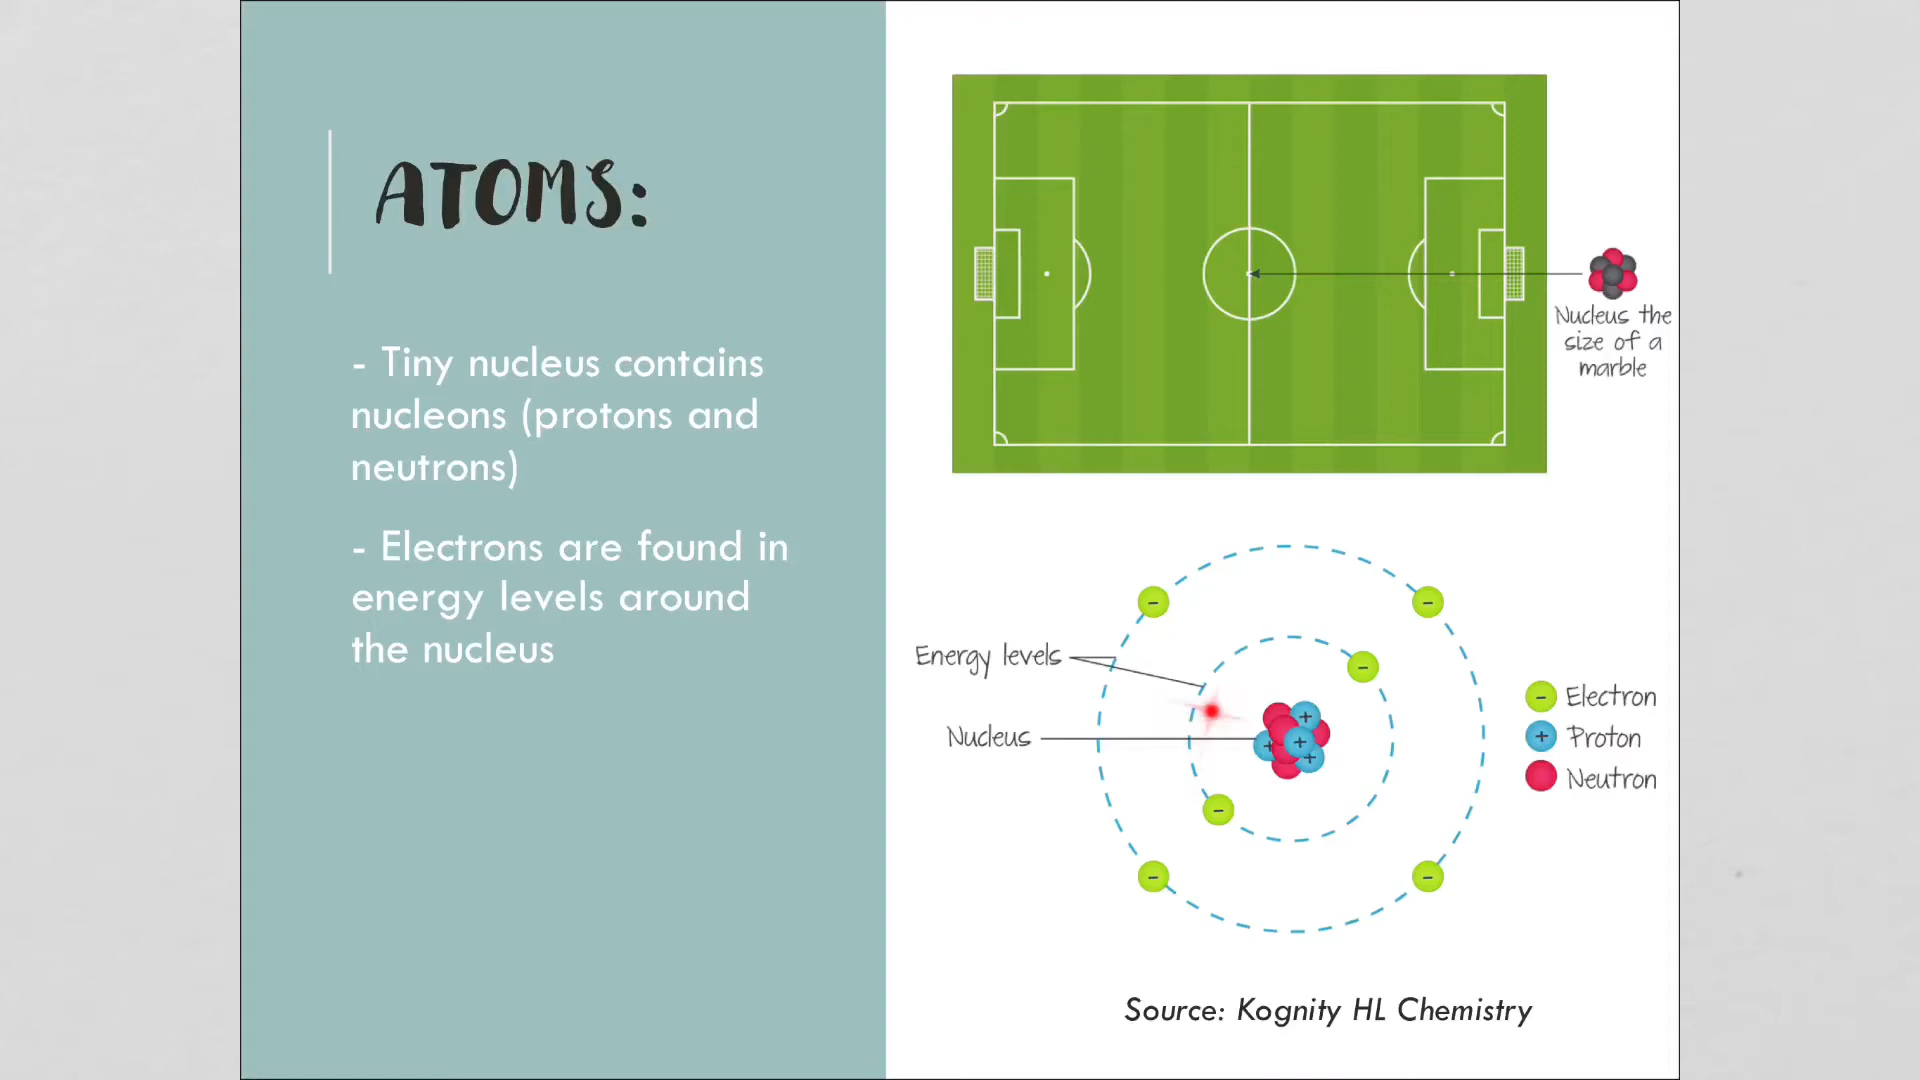 ATOMS:
- Tiny nucleus contains
nucleons (protons and
neutrons)
- Electrons are found in
energy levels around
the nucleus
Nucleus the
size of a
marble
Energy levels
Nucleus
- Electron
+ Proton
Neutron
Source: Kognity HL Chemistry